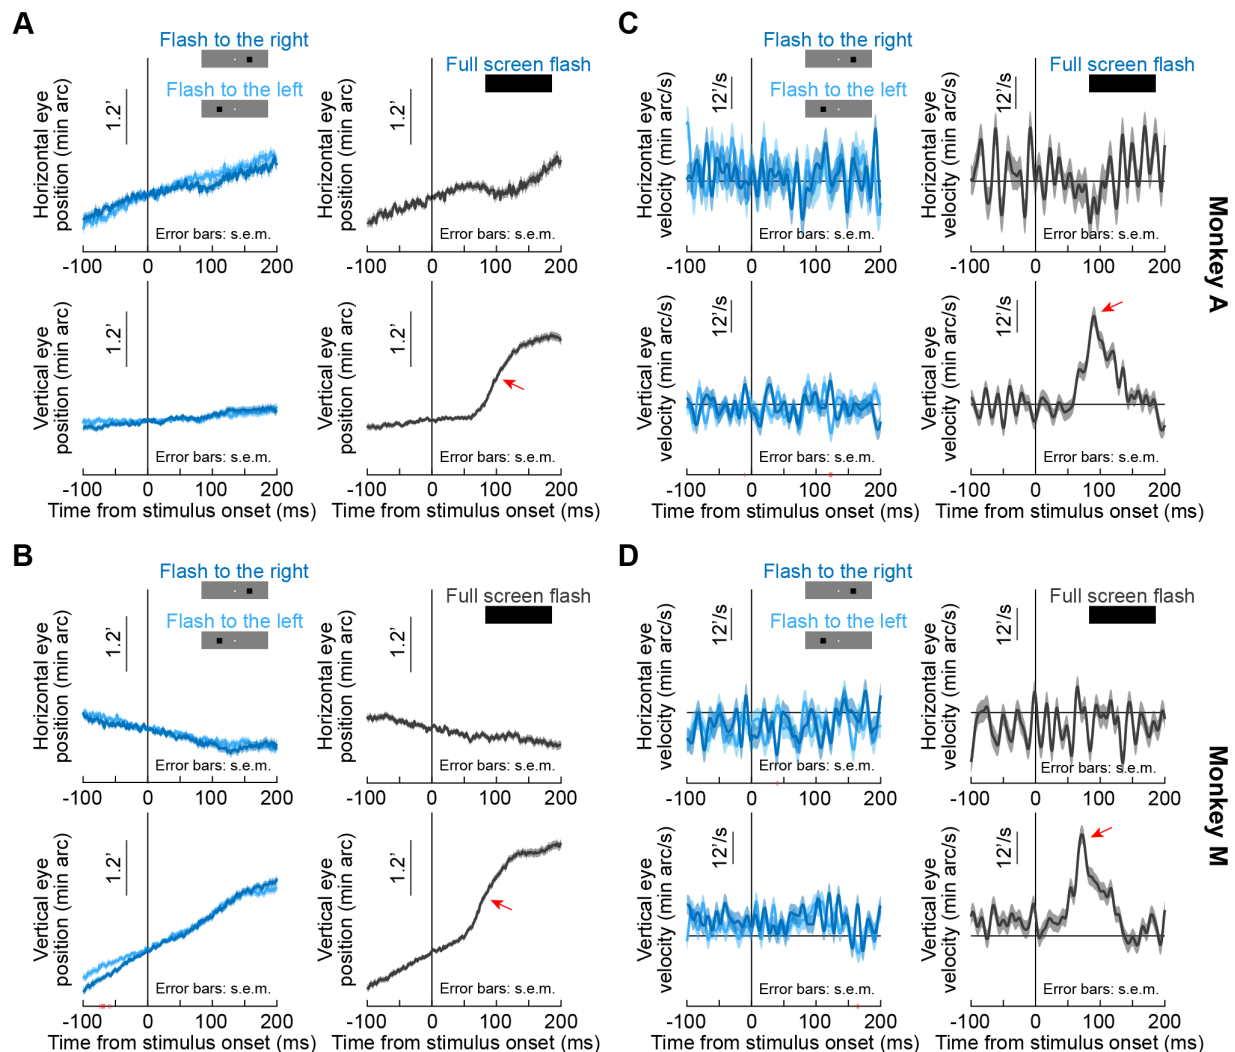 A
Flash to the right
Flash to the left
1.2'
Horizontal eye
position (min arc)
Error bars: s.e.m.
-100 0 100 200
Full screen flash
1.2'
Horizontal eye
position (min arc)
Error bars: s.e.m.
-100 0 100 200
1.2'
Vertical eye
position (min arc)
Error bars: s.e.m.
-100 0 100 200
Time from stimulus onset (ms)
1.2'
Vertical eye
position (min arc)
Error bars: s.e.m.
-100 0 100 200
Time from stimulus onset (ms)
C
Flash to the right
Flash to the left
12'/s
Horizontal eye
velocity (min arc/s)
Error bars: s.e.m.
-100 0 100 200
Full screen flash
12'/s
Horizontal eye
velocity (min arc/s)
Error bars: s.e.m.
-100 0 100 200
12'/s
Vertical eye
velocity (min arc/s)
Error bars: s.e.m.
-100 0 100 200
Time from stimulus onset (ms)
12'/s
Vertical eye
velocity (min arc/s)
Error bars: s.e.m.
-100 0 100 200
Time from stimulus onset (ms)
Monkey A
B
Flash to the right
Flash to the left
1.2'
Horizontal eye
position (min arc)
Error bars: s.e.m.
-100 0 100 200
Full screen flash
1.2'
Horizontal eye
position (min arc)
Error bars: s.e.m.
-100 0 100 200
1.2'
Vertical eye
position (min arc)
Error bars: s.e.m.
-100 0 100 200
Time from stimulus onset (ms)
1.2'
Vertical eye
position (min arc)
Error bars: s.e.m.
-100 0 100 200
Time from stimulus onset (ms)
D
Flash to the right
Flash to the left
12'/s
Horizontal eye
velocity (min arc/s)
Error bars: s.e.m.
-100 0 100 200
Full screen flash
12'/s
Horizontal eye
velocity (min arc/s)
Error bars: s.e.m.
-100 0 100 200
12'/s
Vertical eye
velocity (min arc/s)
Error bars: s.e.m.
-100 0 100 200
Time from stimulus onset (ms)
12'/s
Vertical eye
velocity (min arc/s)
Error bars: s.e.m.
-100 0 100 200
Time from stimulus onset (ms)
Monkey M